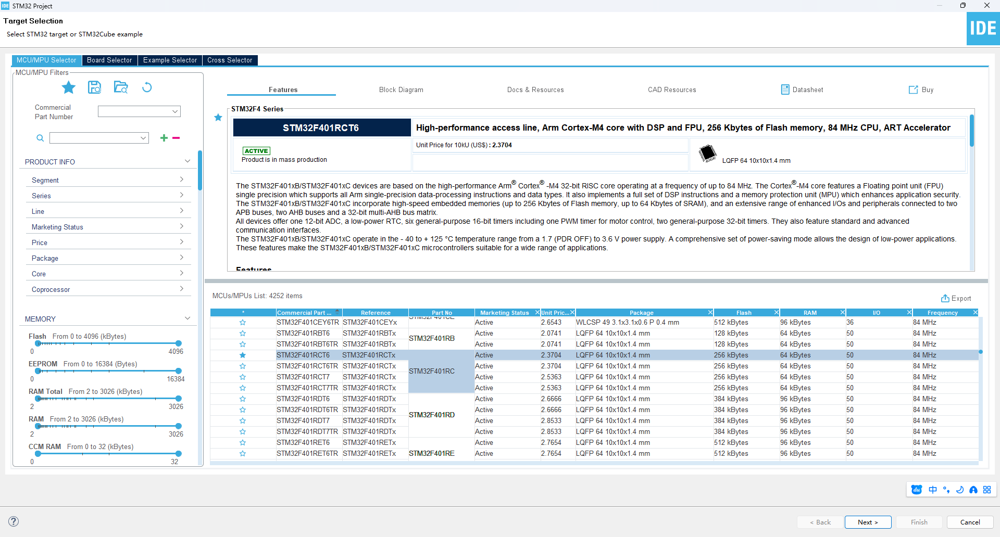 IDE STM32 Project
Target Selection
Select STM32 target or STM32Cube example
IDE
MCU/MPU Selector Board Selector Example Selector Cross Selector
MCU/MPU Filters
Commercial
Part Number
PRODUCT INFO
Segment
Series
Line
Marketing Status
Price
Package
Core
Coprocessor
MEMORY
Flash From 0 to 4096 (kBytes)
0 4096
EEPROM From 0 to 16384 (Bytes)
0 16384
RAM Total From 2 to 3026 (kBytes)
2 3026
RAM From 2 to 3026 (kBytes)
2 3026
CCM RAM From 0 to 32 (kBytes)
0 32
Features Block Diagram Docs & Resources CAD Resources Datasheet Buy
STM32F4 Series
STM32F401RCT6 High-performance access line, Arm Cortex-M4 core with DSP and FPU, 256 Kbytes of Flash memory, 84 MHz CPU, ART Accelerator
ACTIVE
Product is in mass production
Unit Price for 10kU (US$) : 2.3704
LQFP 64 10x10x1.4 mm
The STM32F401xB/STM32F401xC devices are based on the high-performance Arm® Cortex® -M4 32-bit RISC core operating at a frequency of up to 84 MHz. The Cortex®-M4 core features a Floating point unit (FPU)
single precision which supports all Arm single-precision data-processing instructions and data types. It also implements a full set of DSP instructions and a memory protection unit (MPU) which enhances application security.
The STM32F401xB/STM32F401xC incorporate high-speed embedded memories (up to 256 Kbytes of Flash memory, up to 64 Kbytes of SRAM), and an extensive range of enhanced I/Os and peripherals connected to two
APB buses, two AHB buses and a 32-bit multi-AHB bus matrix.
All devices offer one 12-bit ADC, a low-power RTC, six general-purpose 16-bit timers including one PWM timer for motor control, two general-purpose 32-bit timers. They also feature standard and advanced
communication interfaces.
The STM32F401xB/STM32F401xC operate in the - 40 to + 125 °C temperature range from a 1.7 (PDR OFF) to 3.6 V power supply. A comprehensive set of power-saving mode allows the design of low-power applications.
These features make the STM32F401xB/STM32F401xC microcontrollers suitable for a wide range of applications.
Features
MCUs/MPUs List: 4252 items
Export
* Commercial Part ... Reference Part No Marketing Status Unit Pric... Package Flash RAM I/O Frequency
STM32F401CE
STM32F401CEY6TR STM32F401CEYx Active 2.6543 WLCSP 49 3.1x3.1x0.6 P 0.4 mm 512 kBytes 96 kBytes 36 84 MHz
STM32F401RBT6 STM32F401RBTx Active 2.0741 LQFP 64 10x10x1.4 mm 128 kBytes 64 kBytes 50 84 MHz
STM32F401RB
STM32F401RBT6TR STM32F401RBTx Active 2.0741 LQFP 64 10x10x1.4 mm 128 kBytes 64 kBytes 50 84 MHz
STM32F401RCT6 STM32F401RCTx Active 2.3704 LQFP 64 10x10x1.4 mm 256 kBytes 64 kBytes 50 84 MHz
STM32F401RCT6TR STM32F401RCTx Active 2.3704 LQFP 64 10x10x1.4 mm 256 kBytes 64 kBytes 50 84 MHz
STM32F401RC
STM32F401RCT7 STM32F401RCTx Active 2.5363 LQFP 64 10x10x1.4 mm 256 kBytes 64 kBytes 50 84 MHz
STM32F401RCT7TR STM32F401RCTx Active 2.5363 LQFP 64 10x10x1.4 mm 256 kBytes 64 kBytes 50 84 MHz
STM32F401RDT6 STM32F401RDTx Active 2.6666 LQFP 64 10x10x1.4 mm 384 kBytes 96 kBytes 50 84 MHz
STM32F401RDT6TR STM32F401RDTx Active 2.6666 LQFP 64 10x10x1.4 mm 384 kBytes 96 kBytes 50 84 MHz
STM32F401RD
STM32F401RDT7 STM32F401RDTx Active 2.8533 LQFP 64 10x10x1.4 mm 384 kBytes 96 kBytes 50 84 MHz
STM32F401RDT7TR STM32F401RDTx Active 2.8533 LQFP 64 10x10x1.4 mm 384 kBytes 96 kBytes 50 84 MHz
STM32F401RET6 STM32F401RETx Active 2.7654 LQFP 64 10x10x1.4 mm 512 kBytes 96 kBytes 50 84 MHz
STM32F401RET6TR STM32F401RETx STM32F401RE Active 2.7654 LQFP 64 10x10x1.4 mm 512 kBytes 96 kBytes 50 84 MHz
du 中
< Back Next > Finish Cancel